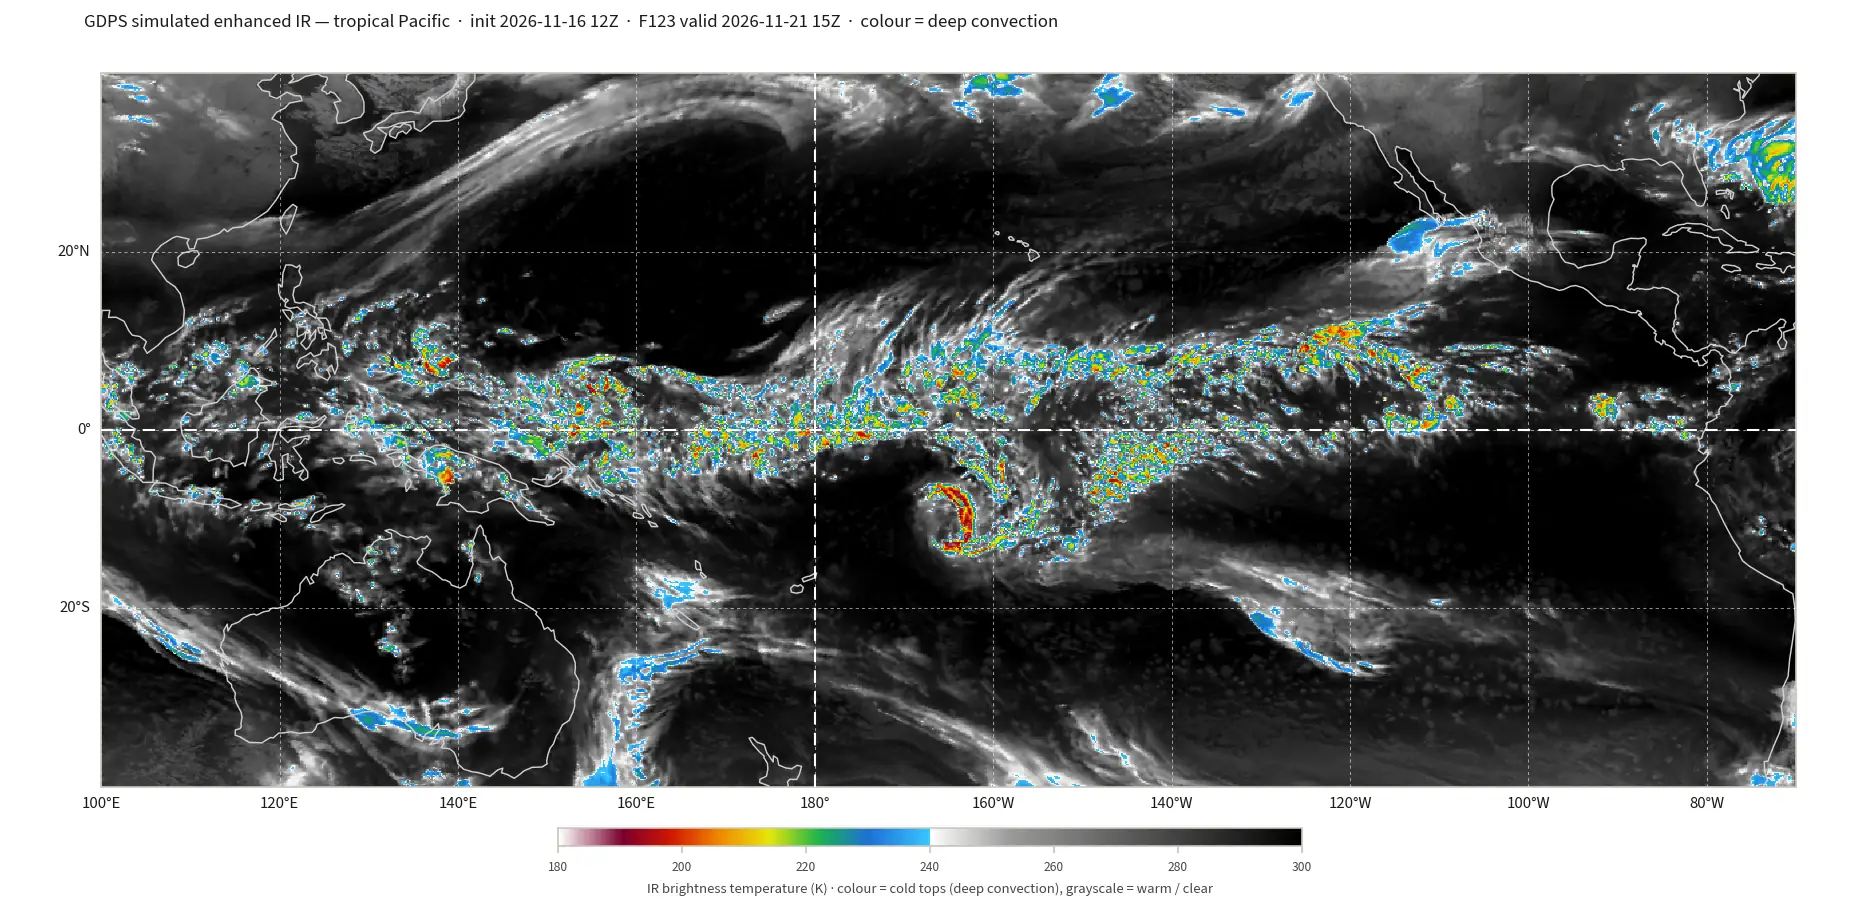 GDPS simulated enhanced IR — tropical Pacific · init 2026-11-16 12Z · F123 valid 2026-11-21 15Z · colour = deep convection
20°N
0°
20°S
100°E 120°E 140°E 160°E 180° 160°W 140°W 120°W 100°W 80°W
180 200 220 240 260 280 300
IR brightness temperature (K) · colour = cold tops (deep convection), grayscale = warm / clear